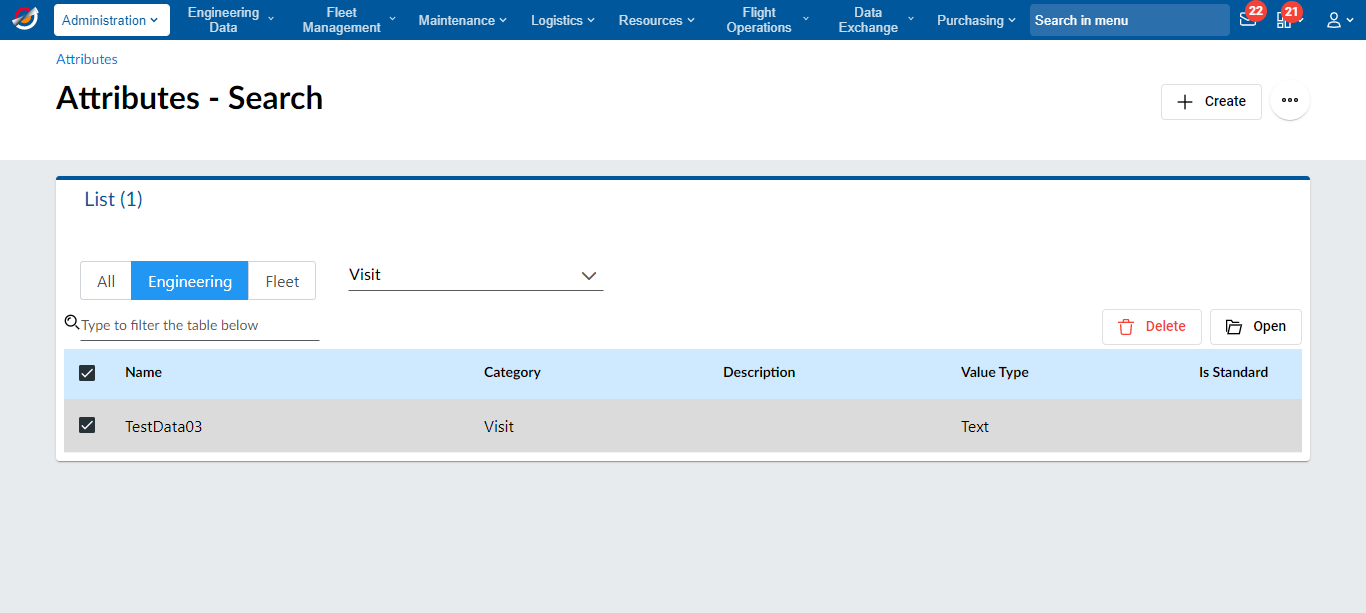 Administration
Engineering
Data
Fleet
Management
Maintenance
Logistics
Resources
Flight
Operations
Data
Exchange
Purchasing
Search in menu
22
21
Attributes
Attributes - Search
Create
List (1)
All
Engineering
Fleet
Visit
Type to filter the table below
Delete
Open
Name Category Description Value Type Is Standard
TestData03 Visit Text